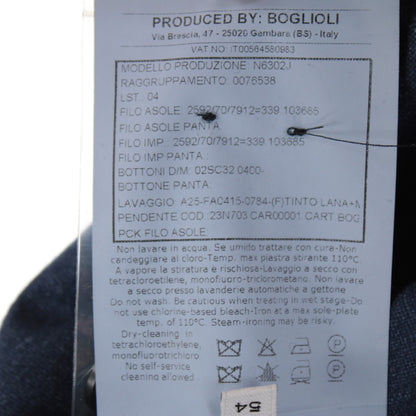 PRODUCED BY: BOGLIOLI
Via Brescia, 47 - 25020 Gambara (BS) - Italy
VAT NO: IT00564580983
MODELLO PRODUZIONE: N6302J
RAGGRUPPAMENTO: 0076538
LST: 04
FILO ASOLE: 2592/70/7912=339 103685
FILO ASOLE PANTA:
FILO IMP: 2592/70/7912=339 103685
FILO IMP PANTA:
BOTTONI D/M: 02SC32 0400-
BOTTONE PANTA:
LAVAGGIO: A25-FA0415-0784-(F)TINTO LANA+M
PENDENTE COD: 23N703 CAR00001 CART BOG
PCK FILO ASOLE:
Non lavare in acqua. Se umido trattare con cura-Non
candeggiare al cloro-Temp. max piastra stirante 110°C.
A vapore la stiratura e rischiosa-Lavaggio a secco con
tetracloroetilene, monofluoro-triclorometano. Non lavare
a secco presso lavanderie automatiche a gettone.
Do not wash. Be cautious when treating in wet stage-Do
not use chlorine-based bleach-Iron at a max sole-plate
temp. of 110°C. Steam-ironing may be risky.
Dry-cleaning in
tetrachloroethylene,
monofluorotrichloro
No self-service
cleaning allowed
54